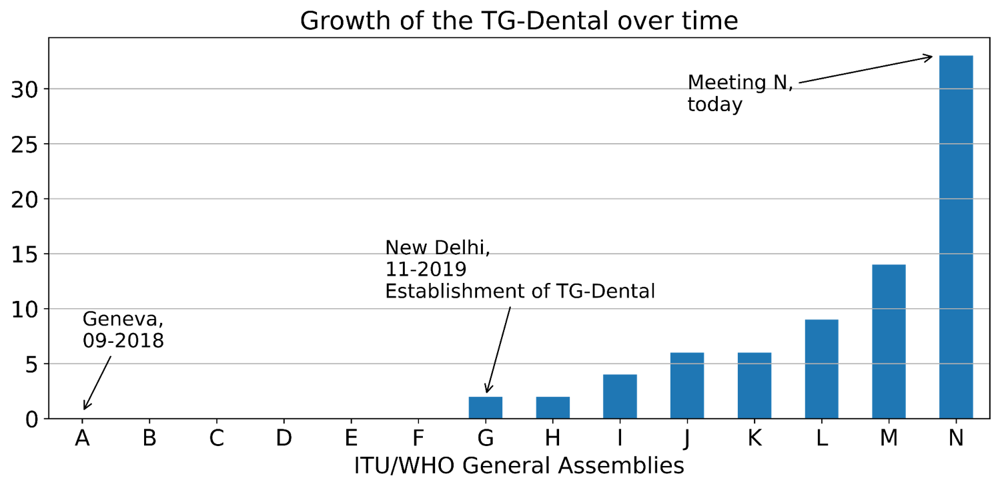 Growth of the TG-Dental over time
30
25
20
15
10
5
0
Meeting N,
today
New Delhi,
11-2019
Establishment of TG-Dental
Geneva,
09-2018
A B C D E F G H I J K L M N
ITU/WHO General Assemblies